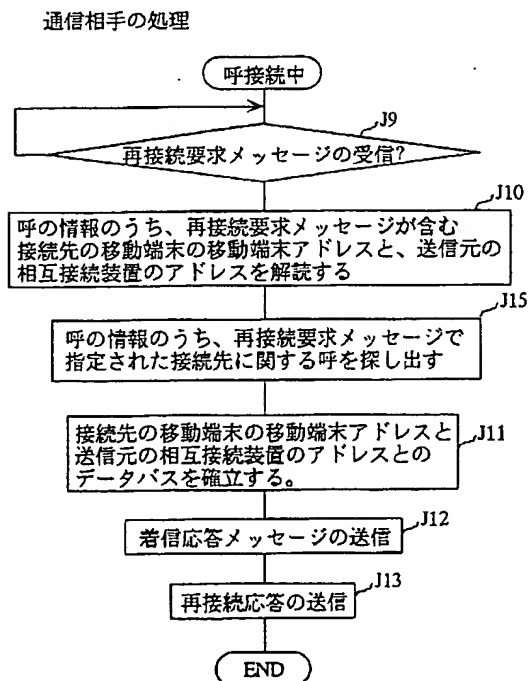 通信相手の処理
呼接続中
J9
再接続要求メッセージの受信?
J10
呼の情報のうち、再接続要求メッセージが含む
接続先の移動端末の移動端末アドレスと、送信元の
相互接続装置のアドレスを解読する
J15
呼の情報のうち、再接続要求メッセージで
指定された接続先に関する呼を探し出す
J11
接続先の移動端末の移動端末アドレスと
送信元の相互接続装置のアドレスとの
データパスを確立する。
J12
着信応答メッセージの送信
J13
再接続応答の送信
END